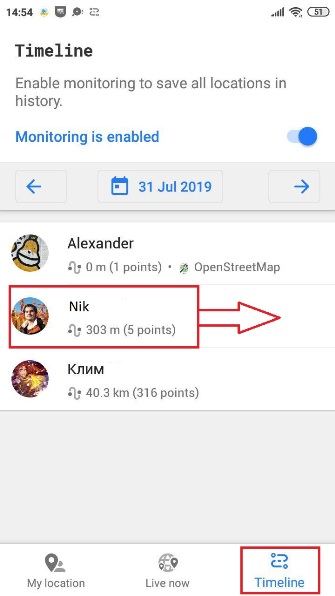 14:54
51
Timeline
Enable monitoring to save all locations in
history.
Monitoring is enabled
31 Jul 2019
Alexander
0 m (1 points) • OpenStreetMap
Nik
303 m (5 points)
Клим
40.3 km (316 points)
My location
Live now
Timeline